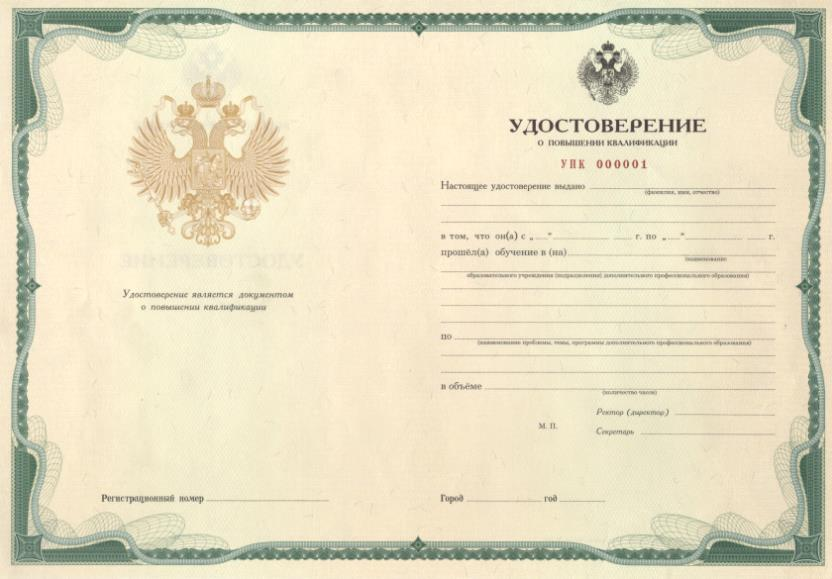 Удостоверение является документом
о повышении квалификации
Регистрационный номер
УДОСТОВЕРЕНИЕ
О ПОВЫШЕНИИ КВАЛИФИКАЦИИ
УПК 000001
Настоящее удостоверение выдано
(фамилия, имя, отчество)
в том, что он(а) с „ “ г. по „ “ г.
прошёл(а) обучение в (на)
(наименование
образовательного учреждения (подразделения) дополнительного профессионального образования)
по
(наименование проблемы, темы, программы дополнительного профессионального образования)
в объёме
(количество часов)
Ректор (директор)
М. П.
Секретарь
Город год